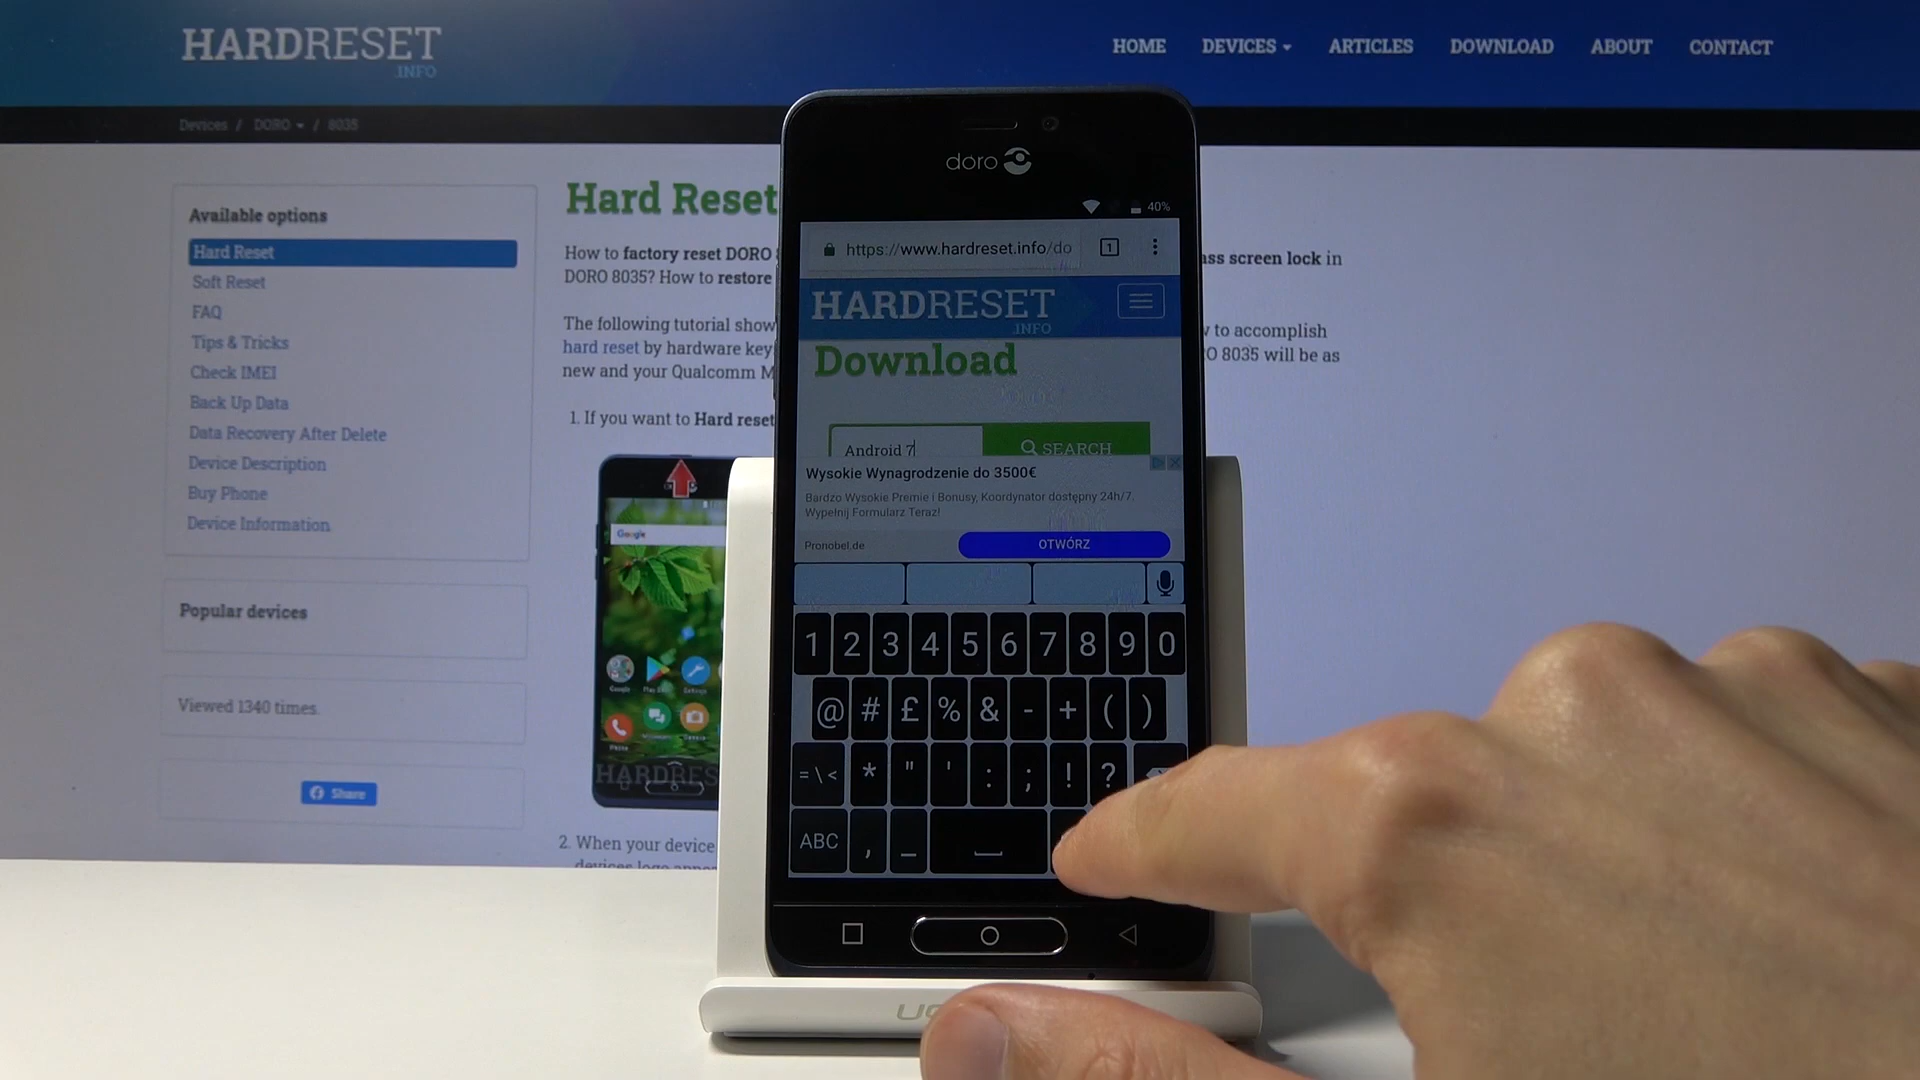 HARDRESET
.INFO
HOME DEVICES ARTICLES DOWNLOAD ABOUT CONTACT
Devices / DORO / 8035
Available options
Hard Reset
Soft Reset
FAQ
Tips & Tricks
Check IMEI
Back Up Data
Data Recovery After Delete
Device Description
Buy Phone
Device Information
Popular devices
Viewed 1340 times.
Share
Hard Reset
How to factory reset DORO
screen lock in
DORO 8035? How to restore
The following tutorial show
to accomplish
hard reset by hardware key
8035 will be as
new and your Qualcomm
1. If you want to Hard reset
Google
Phone
HARDRES
2. When your device
doro
40%
https://www.hardreset.info/do
1
HARDRESET
.INFO
Download
Android 7
SEARCH
Wysokie Wynagrodzenie do 3500€
Bardzo Wysokie Premie i Bonusy, Koordynator dostępny 24h/7.
Wypełnij Formularz Teraz!
Pronobel.de
OTWÓRZ
1 2 3 4 5 6 7 8 9 0
@ # £ % & - + ( )
= \ < * " ' : ; ! ?
ABC , _